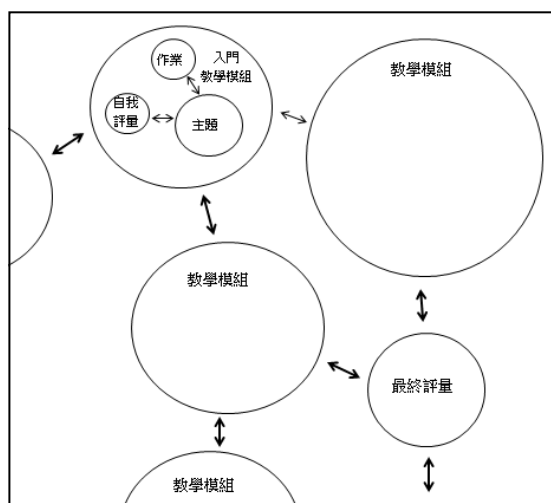 作業
入門
教學模組
自我
評量
主題
教學模組
教學模組
最終評量
教學模組